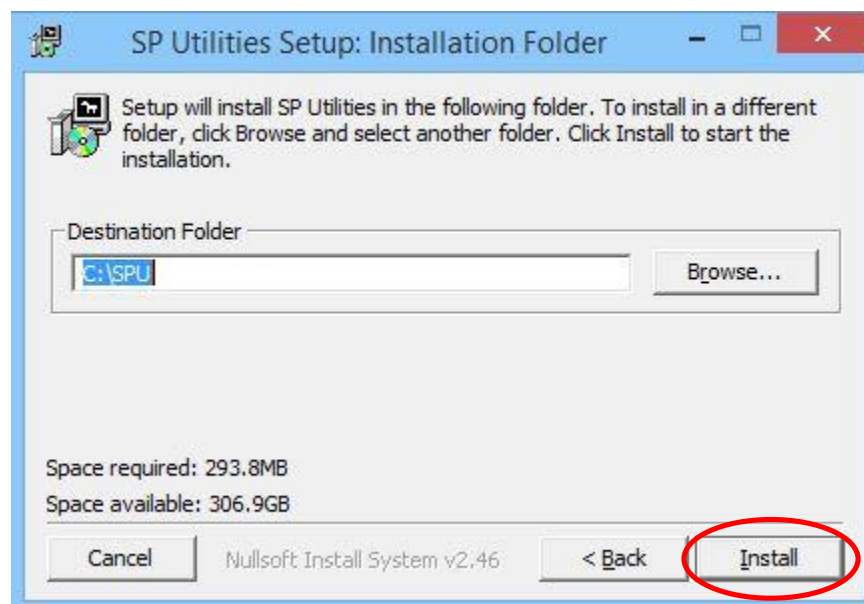 SP Utilities Setup: Installation Folder
Setup will install SP Utilities in the following folder. To install in a different
folder, click Browse and select another folder. Click Install to start the
installation.
Destination Folder
C:\SPU
Browse...
Space required: 293.8MB
Space available: 306.9GB
Cancel
Nullsoft Install System v2.46
< Back
Install